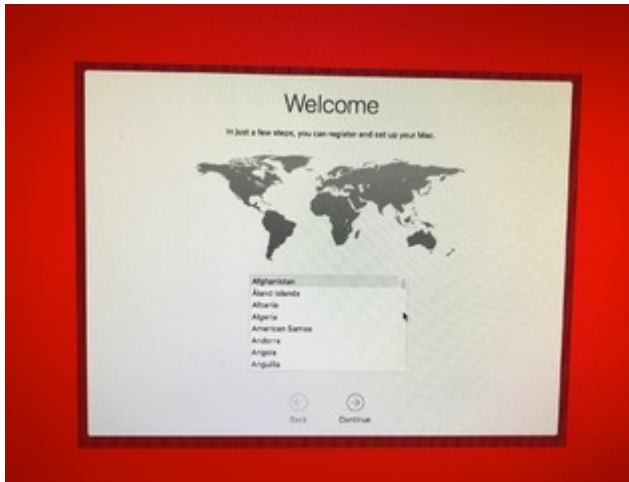 Welcome
In just a few steps, you can register and set up your Mac.
Afghanistan
Åland Islands
Albania
Algeria
American Samoa
Andorra
Angola
Anguilla
Back
Continue